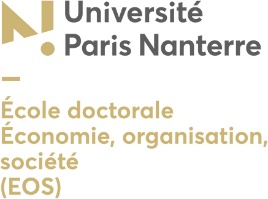 Université
Paris Nanterre
École doctorale
Économie, organisation,
société
(EOS)